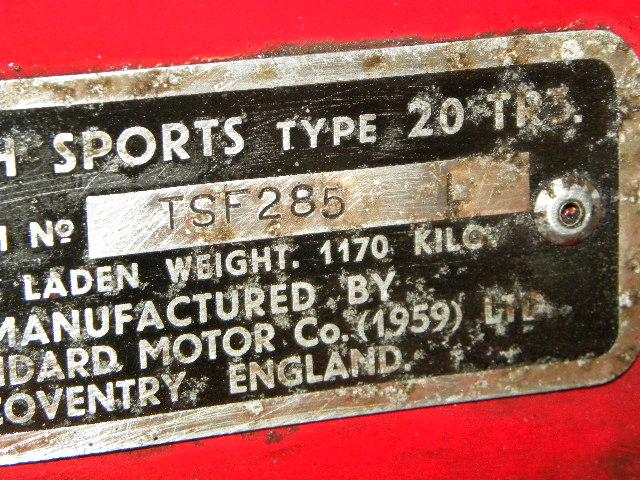 H SPORTS TYPE 20 TR3.
Nº TSF285 L
LADEN WEIGHT. 1170 KILO
MANUFACTURED BY
NDARD MOTOR Co. (1959) LTD
COVENTRY, ENGLAND.